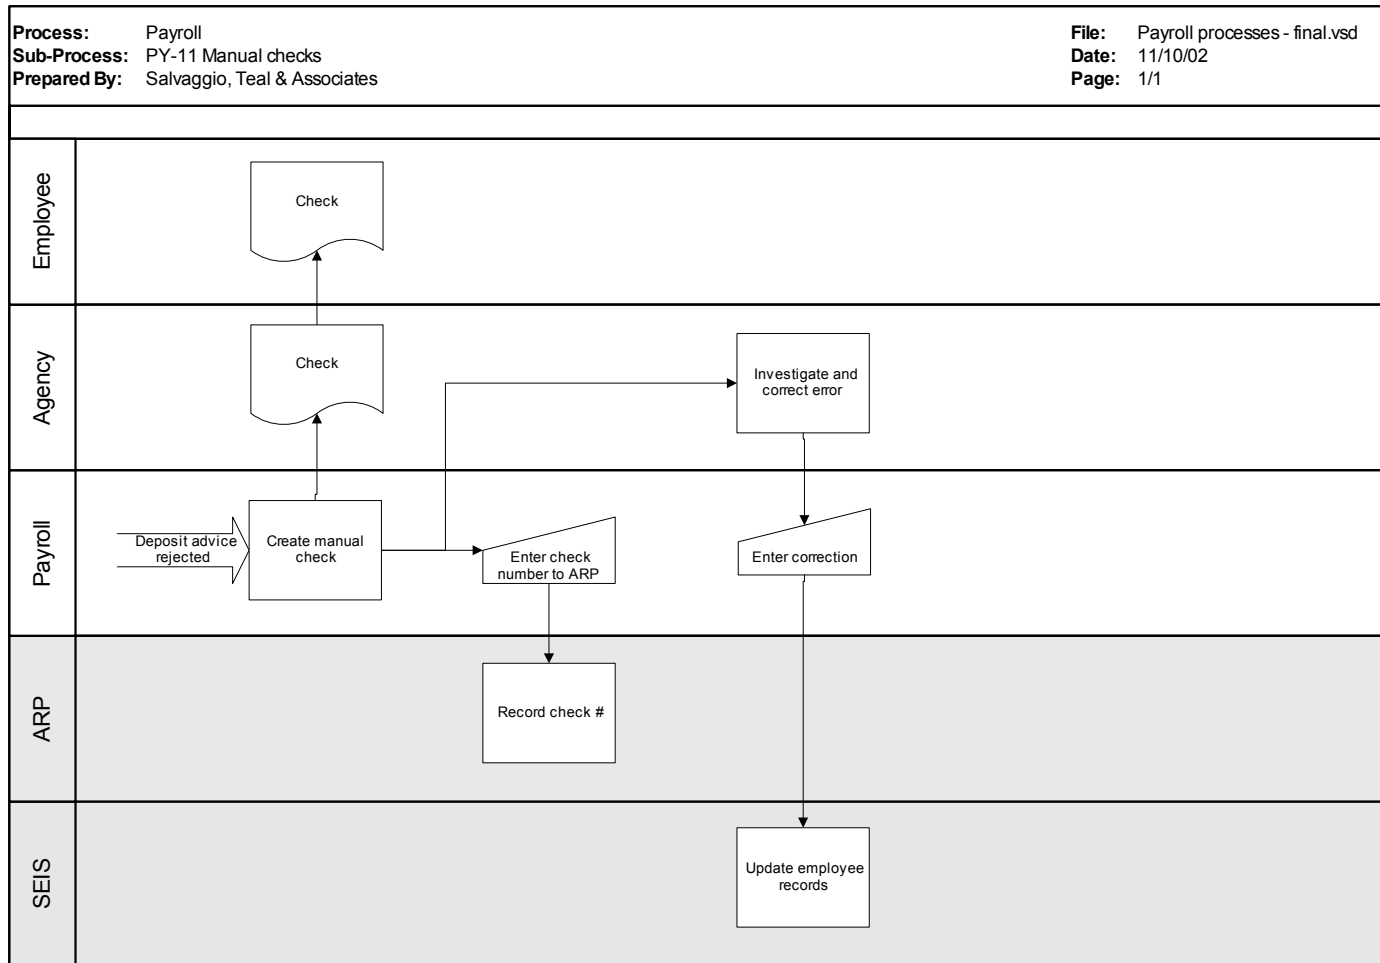 Process: Payroll
Sub-Process: PY-11 Manual checks
Prepared By: Salvaggio, Teal & Associates
File: Payroll processes - final.vsd
Date: 11/10/02
Page: 1/1
Employee
Check
Agency
Check
Investigate and
correct error
Payroll
Deposit advice
rejected
Create manual
check
Enter check
number to ARP
Enter correction
ARP
Record check #
SEIS
Update employee
records